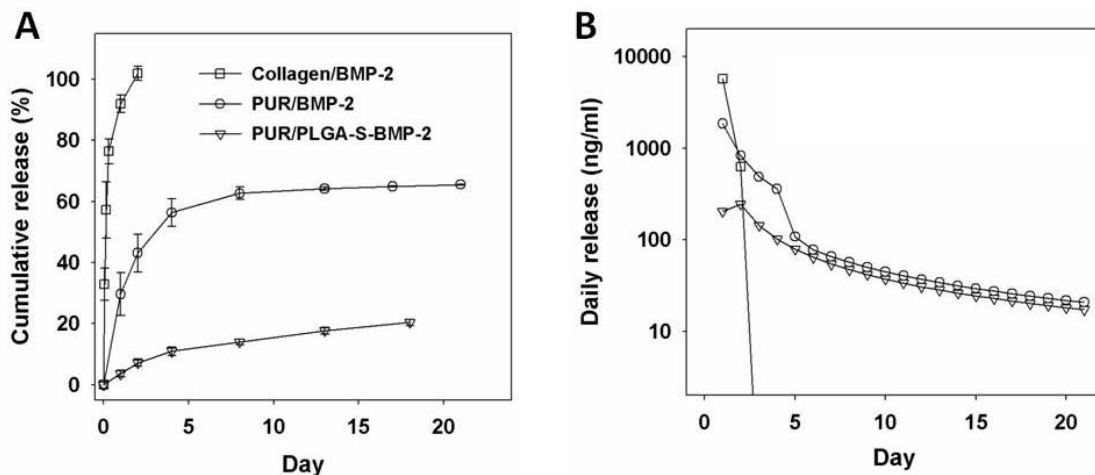 A
Cumulative release (%)
100
80
60
40
20
0
Collagen/BMP-2
PUR/BMP-2
PUR/PLGA-S-BMP-2
0 5 10 15 20
Day
B
Daily release (ng/ml)
10000
1000
100
10
0 5 10 15 20
Day